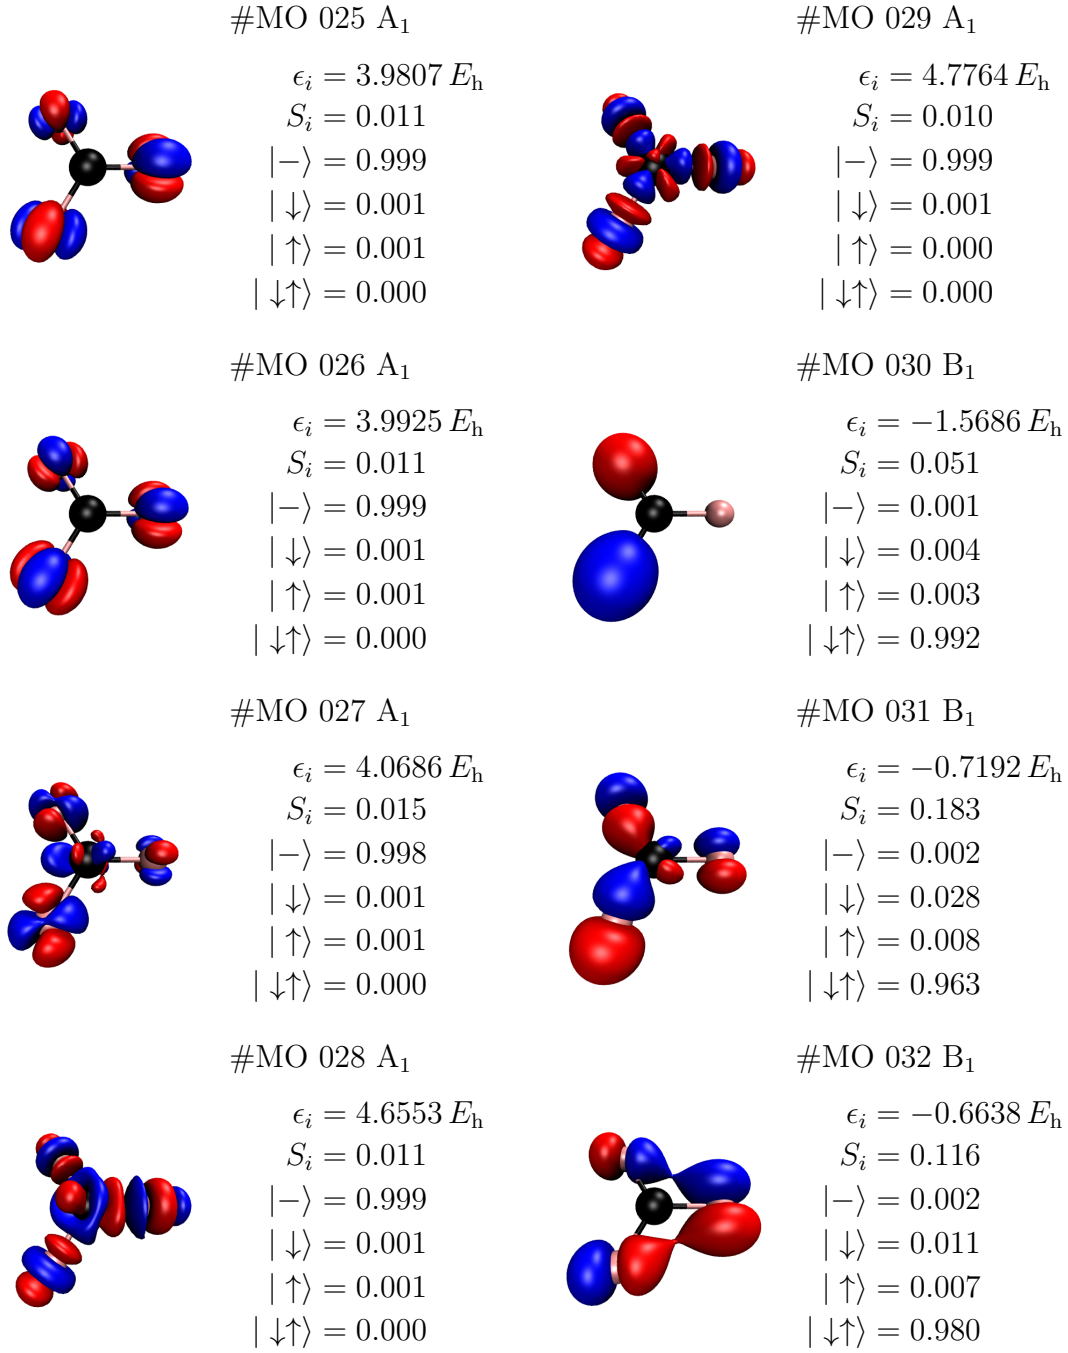 #MO 025 A₁
ϵᵢ = 3.9807 Eₕ
Sᵢ = 0.011
|−⟩ = 0.999
| ↓⟩ = 0.001
| ↑⟩ = 0.001
| ↓↑⟩ = 0.000
#MO 026 A₁
ϵᵢ = 3.9925 Eₕ
Sᵢ = 0.011
|−⟩ = 0.999
| ↓⟩ = 0.001
| ↑⟩ = 0.001
| ↓↑⟩ = 0.000
#MO 027 A₁
ϵᵢ = 4.0686 Eₕ
Sᵢ = 0.015
|−⟩ = 0.998
| ↓⟩ = 0.001
| ↑⟩ = 0.001
| ↓↑⟩ = 0.000
#MO 028 A₁
ϵᵢ = 4.6553 Eₕ
Sᵢ = 0.011
|−⟩ = 0.999
| ↓⟩ = 0.001
| ↑⟩ = 0.001
| ↓↑⟩ = 0.000
#MO 029 A₁
ϵᵢ = 4.7764 Eₕ
Sᵢ = 0.010
|−⟩ = 0.999
| ↓⟩ = 0.001
| ↑⟩ = 0.000
| ↓↑⟩ = 0.000
#MO 030 B₁
ϵᵢ = −1.5686 Eₕ
Sᵢ = 0.051
|−⟩ = 0.001
| ↓⟩ = 0.004
| ↑⟩ = 0.003
| ↓↑⟩ = 0.992
#MO 031 B₁
ϵᵢ = −0.7192 Eₕ
Sᵢ = 0.183
|−⟩ = 0.002
| ↓⟩ = 0.028
| ↑⟩ = 0.008
| ↓↑⟩ = 0.963
#MO 032 B₁
ϵᵢ = −0.6638 Eₕ
Sᵢ = 0.116
|−⟩ = 0.002
| ↓⟩ = 0.011
| ↑⟩ = 0.007
| ↓↑⟩ = 0.980